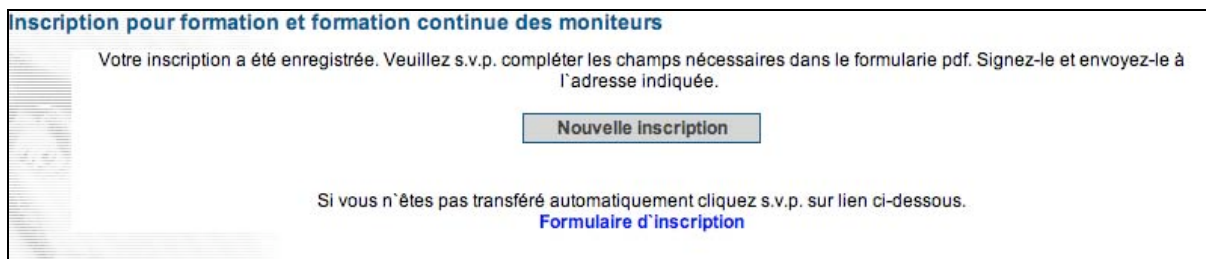 Inscription pour formation et formation continue des moniteurs
Votre inscription a été enregistrée. Veuillez s.v.p. compléter les champs nécessaires dans le formularie pdf. Signez-le et envoyez-le à
l`adresse indiquée.
Nouvelle inscription
Si vous n`êtes pas transféré automatiquement cliquez s.v.p. sur lien ci-dessous.
Formulaire d`inscription